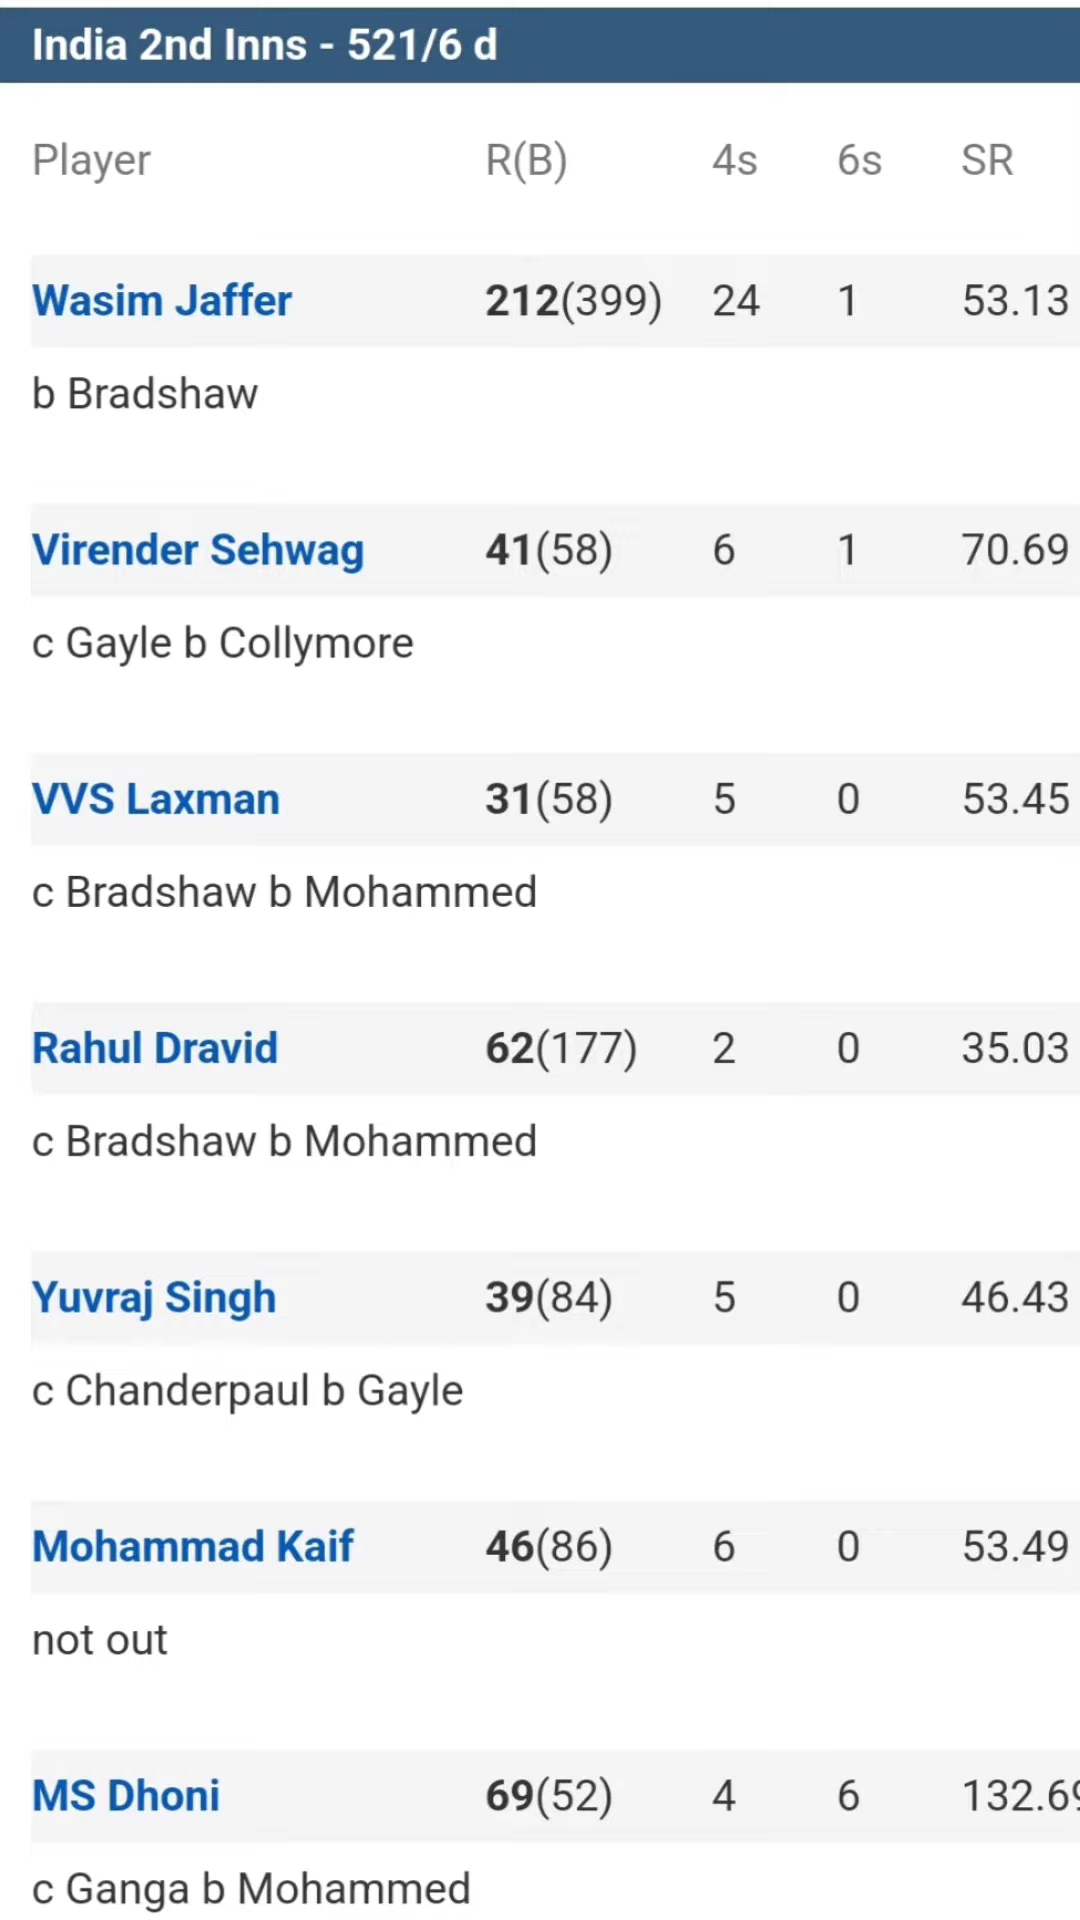 India 2nd Inns - 521/6 d
Player R(B) 4s 6s SR
Wasim Jaffer 212(399) 24 1 53.13
b Bradshaw
Virender Sehwag 41(58) 6 1 70.69
c Gayle b Collymore
VVS Laxman 31(58) 5 0 53.45
c Bradshaw b Mohammed
Rahul Dravid 62(177) 2 0 35.03
c Bradshaw b Mohammed
Yuvraj Singh 39(84) 5 0 46.43
c Chanderpaul b Gayle
Mohammad Kaif 46(86) 6 0 53.49
not out
MS Dhoni 69(52) 4 6 132.69
c Ganga b Mohammed